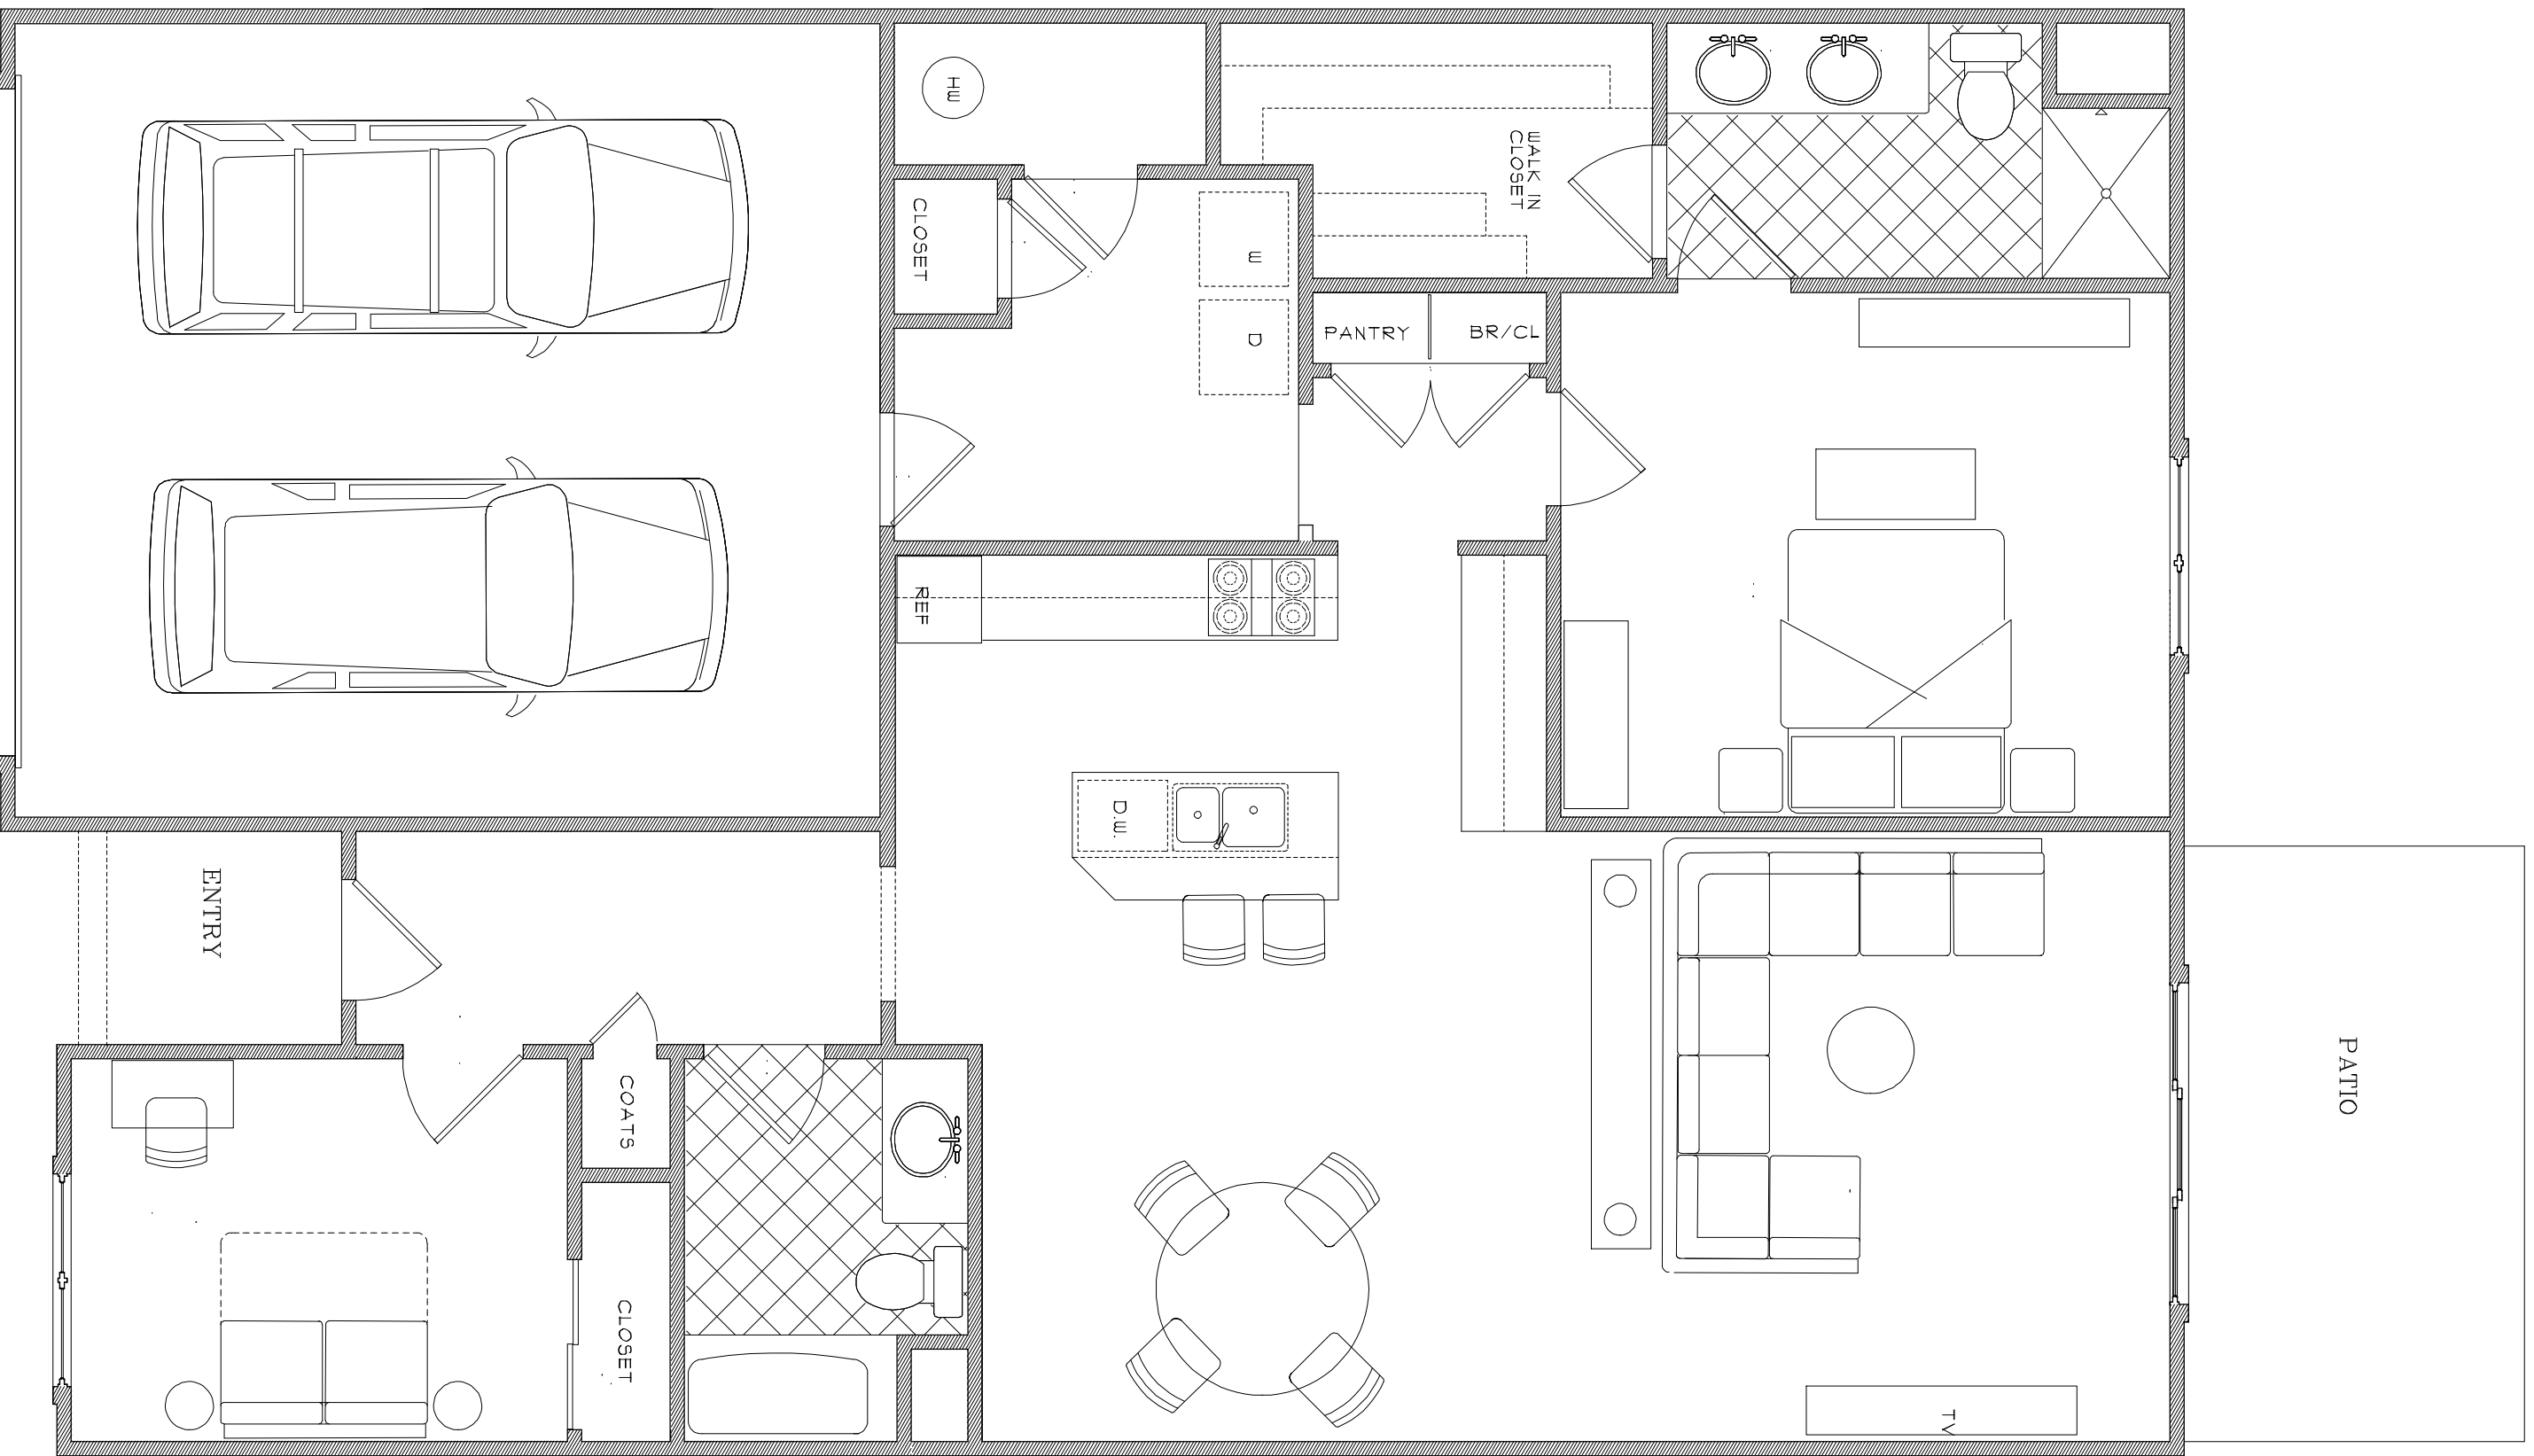 HW
CLOSET
W
D
WALK IN
CLOSET
PANTRY
BR/CL
REF
D.W.
ENTRY
PATIO
COATS
CLOSET
TV